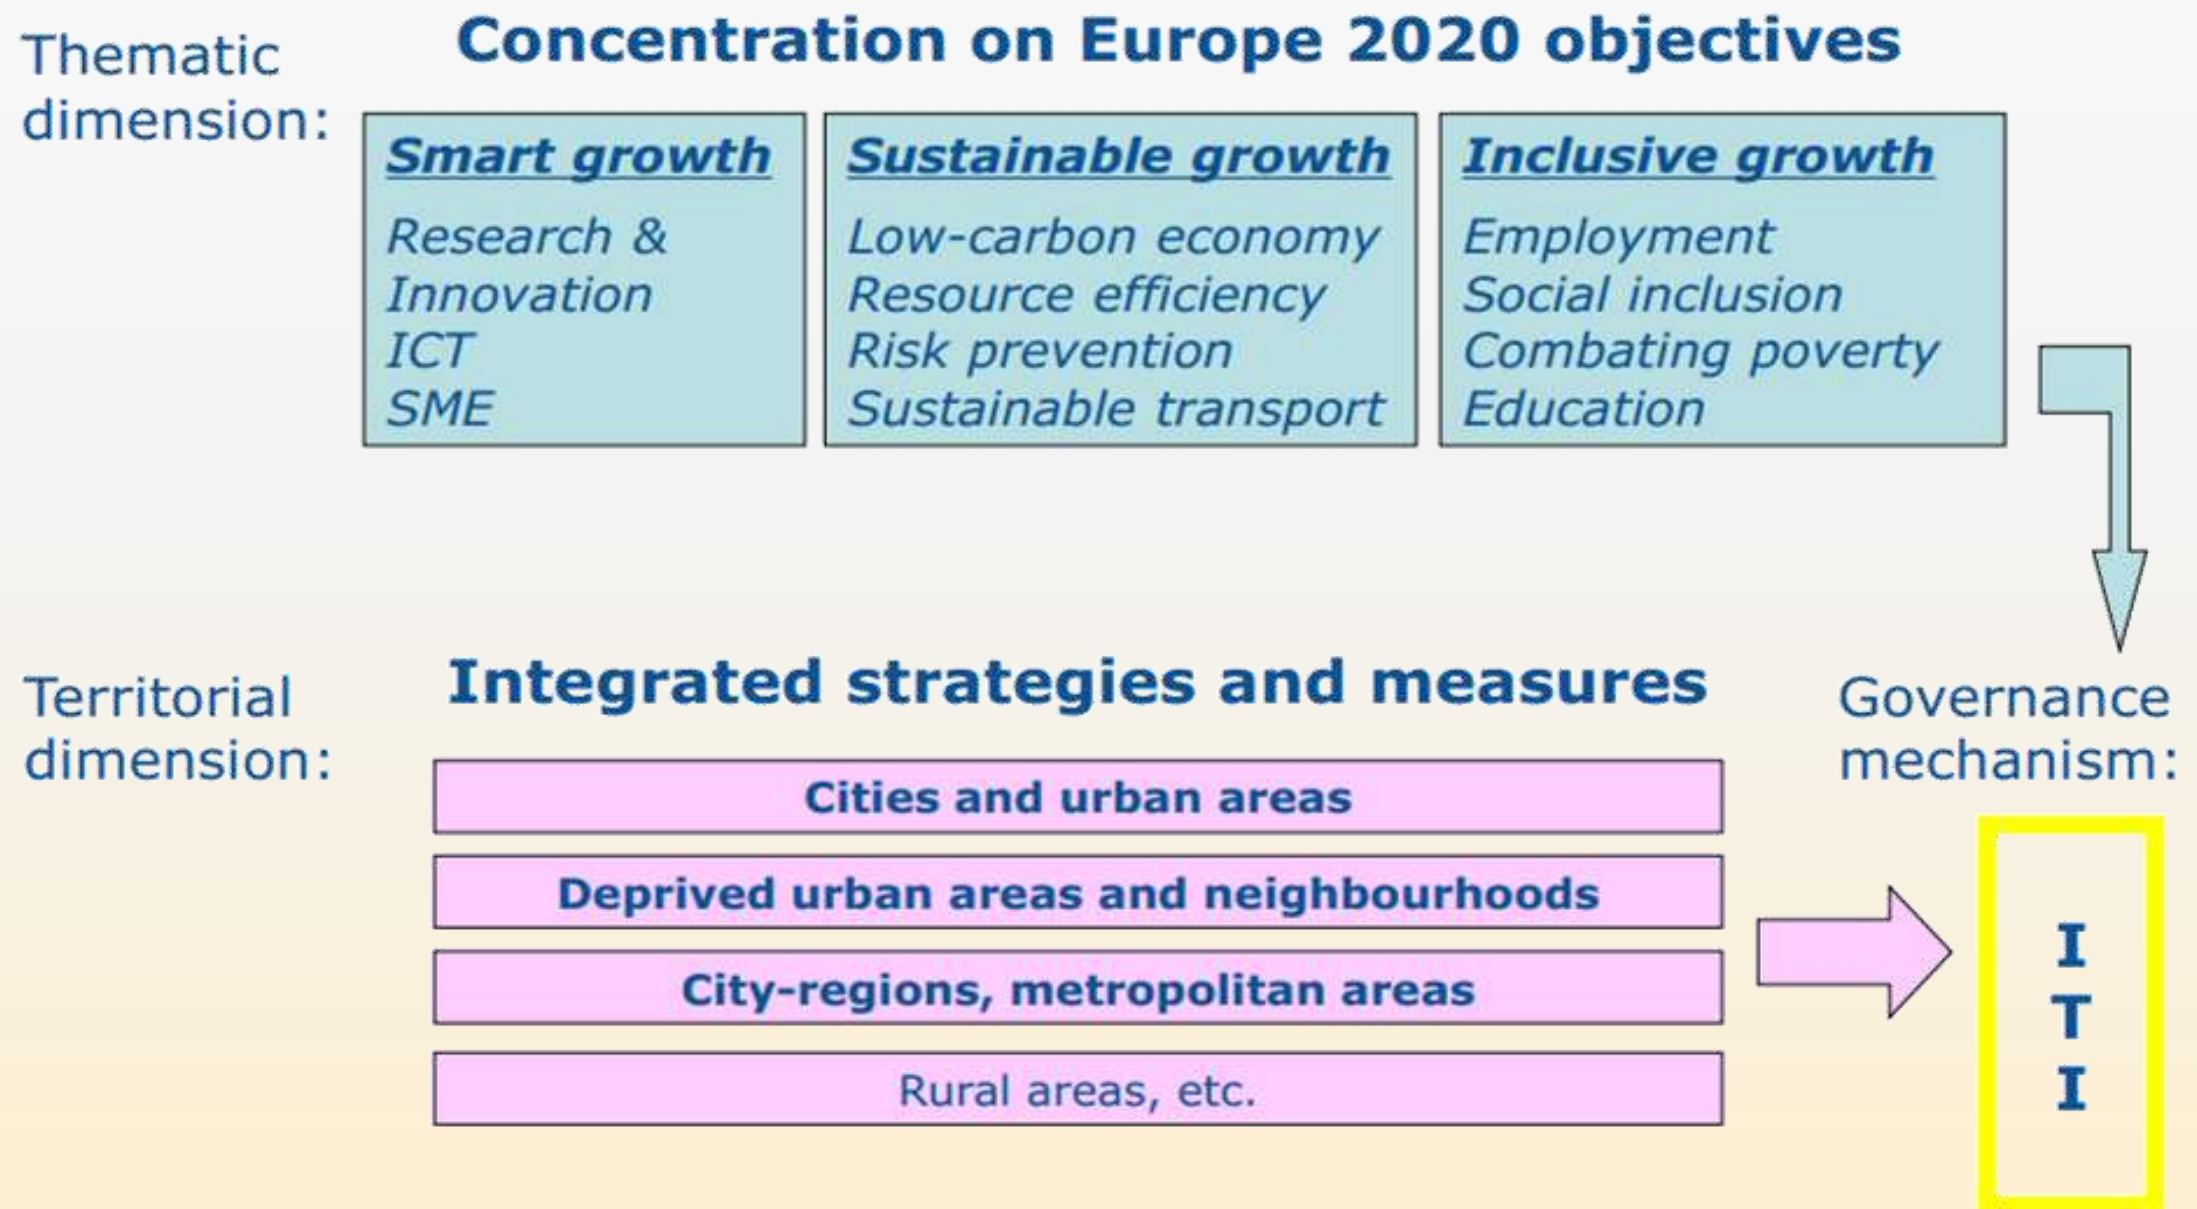 Thematic
dimension:
Concentration on Europe 2020 objectives
Smart growth
Research &
Innovation
ICT
SME
Sustainable growth
Low-carbon economy
Resource efficiency
Risk prevention
Sustainable transport
Inclusive growth
Employment
Social inclusion
Combating poverty
Education
Territorial
dimension:
Integrated strategies and measures
Cities and urban areas
Deprived urban areas and neighbourhoods
City-regions, metropolitan areas
Rural areas, etc.
Governance
mechanism:
I
T
I